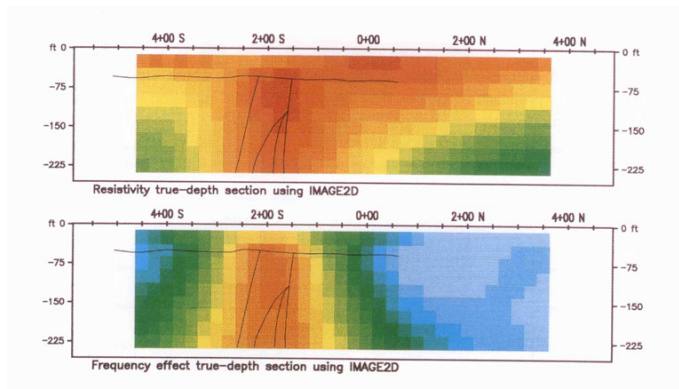 4+00 S 2+00 S 0+00 2+00 N 4+00 N
ft 0 0 ft
-75 -75
-150 -150
-225 -225
Resistivity true-depth section using IMAGE2D
4+00 S 2+00 S 0+00 2+00 N 4+00 N
ft 0 0 ft
-75 -75
-150 -150
-225 -225
Frequency effect true-depth section using IMAGE2D